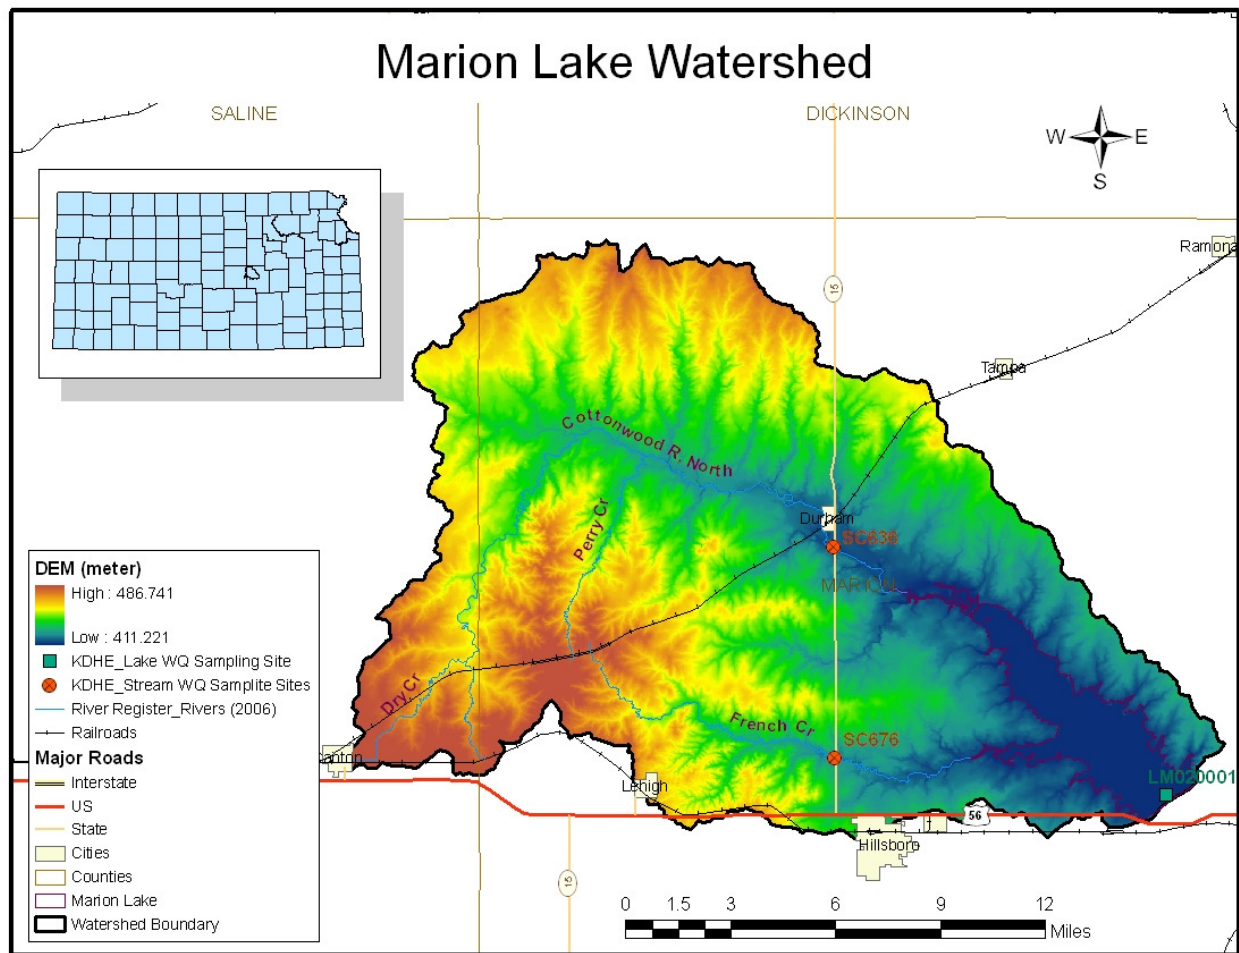 Marion Lake Watershed
SALINE
DICKINSON
W
E
S
Ramona
15
Tampa
Cottonwood R. North
Perry Cr
Durham
SC636
MARION
Dry Cr
French Cr
SC676
LM020001
Lehigh
56
Hillsboro
15
DEM (meter)
High : 486.741
Low : 411.221
KDHE_Lake WQ Sampling Site
KDHE_Stream WQ Samplite Sites
River Register_Rivers (2006)
Railroads
Major Roads
Interstate
US
State
Cities
Counties
Marion Lake
Watershed Boundary
0 1.5 3 6 9 12
Miles